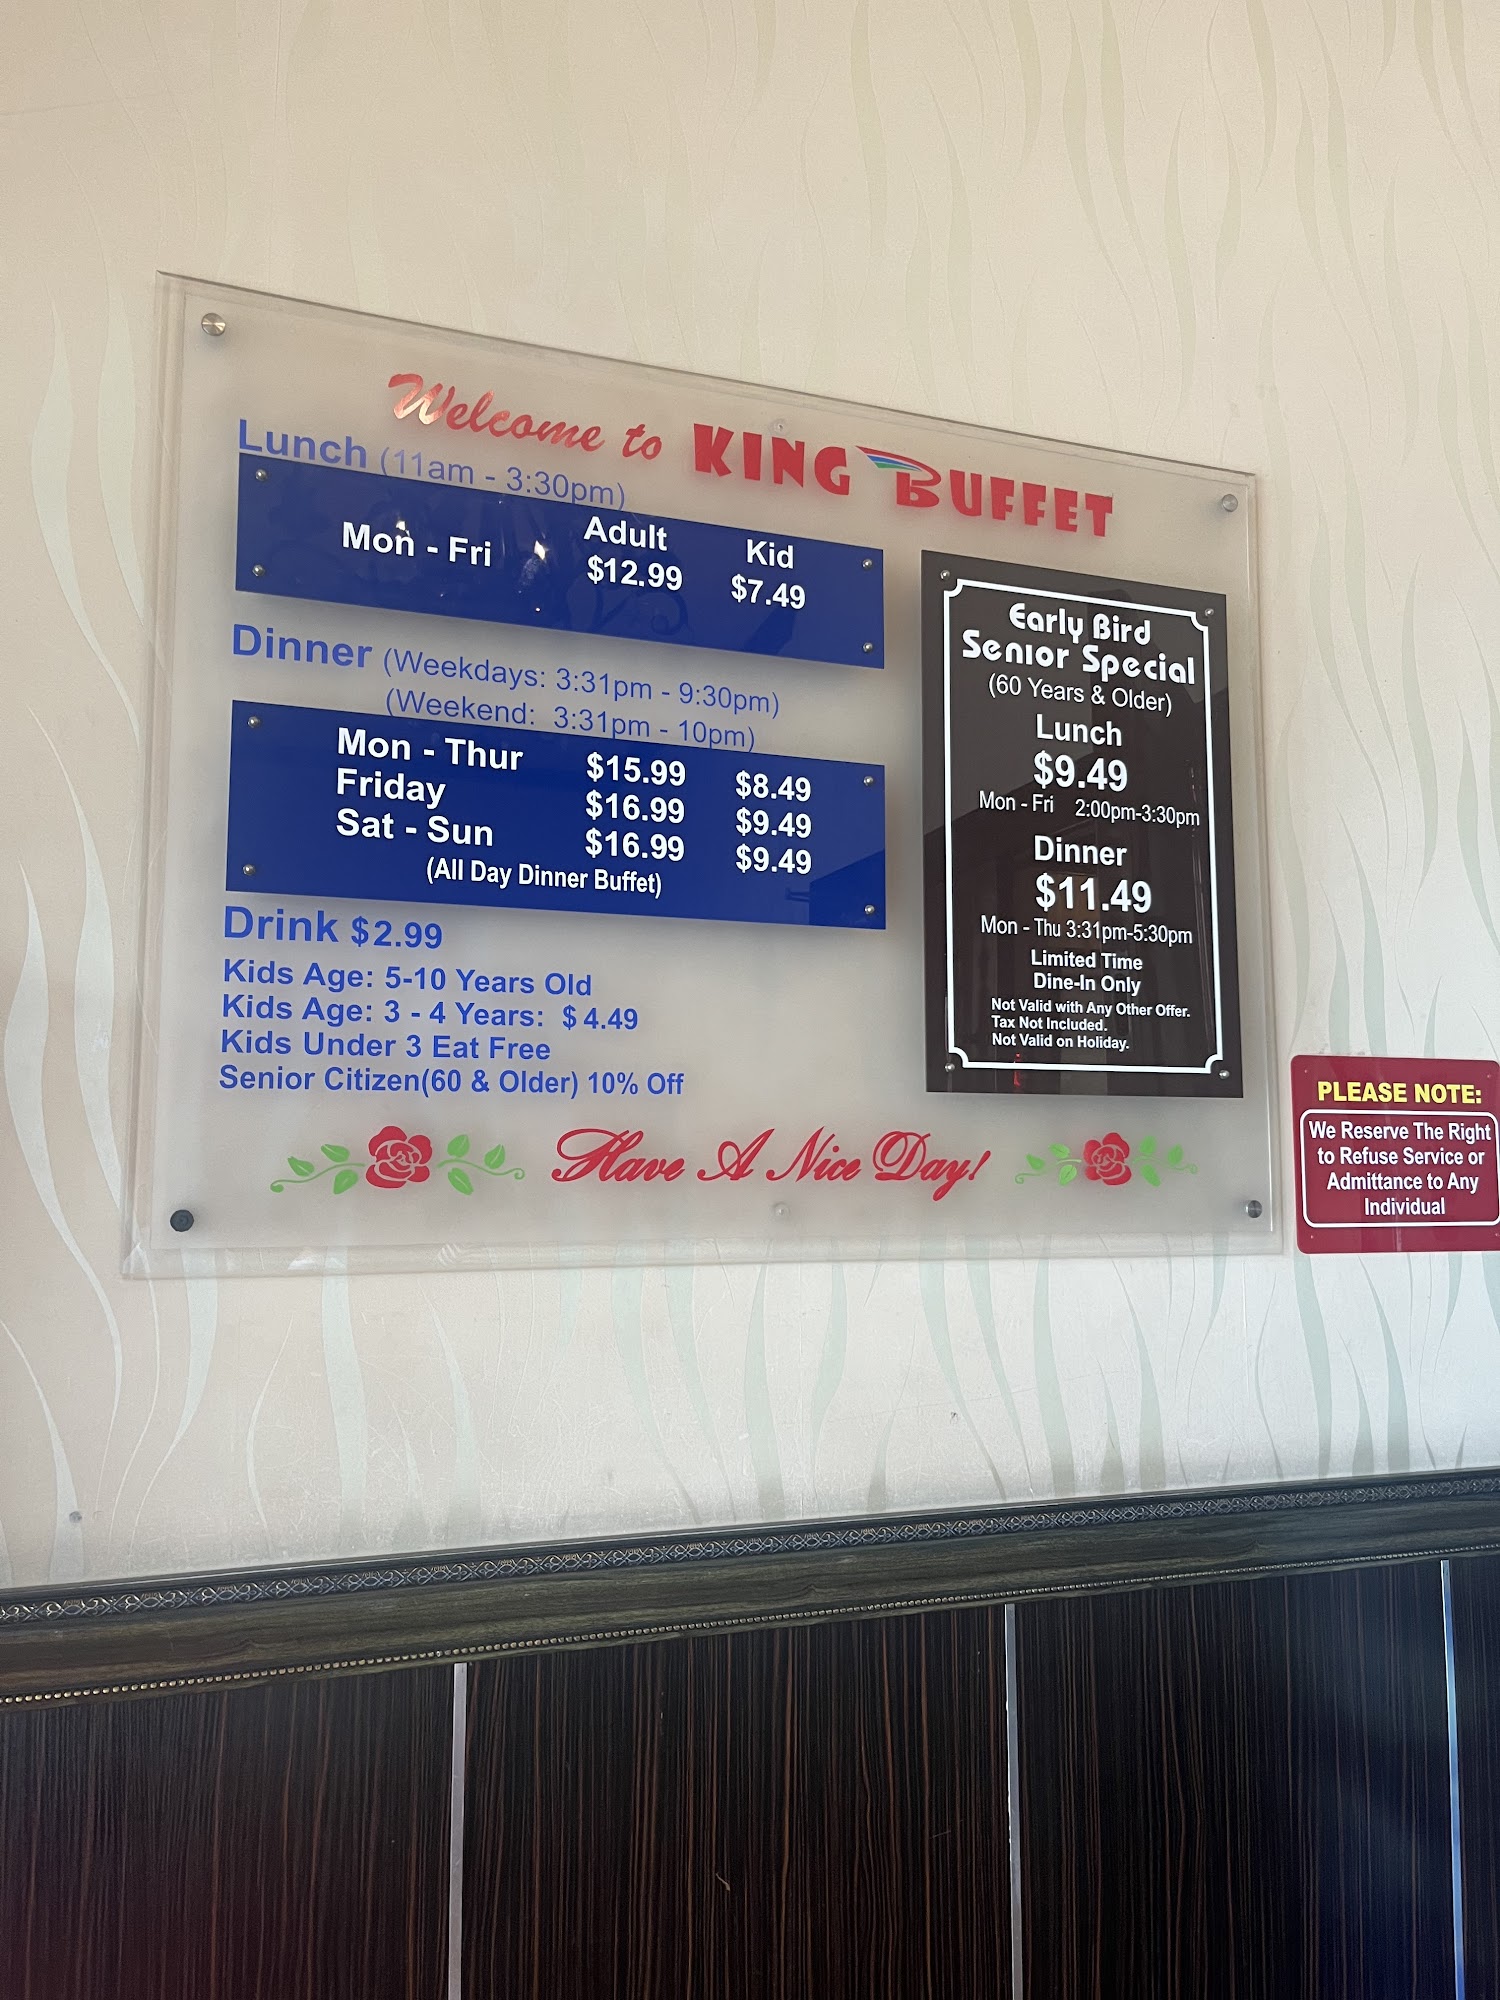 Welcome to KING BUFFET
Lunch (11am - 3:30pm)
Adult Kid
Mon - Fri $12.99 $7.49
Dinner (Weekdays: 3:31pm - 9:30pm)
(Weekend: 3:31pm - 10pm)
Mon - Thur $15.99 $8.49
Friday $16.99 $9.49
Sat - Sun $16.99 $9.49
(All Day Dinner Buffet)
Drink $2.99
Kids Age: 5-10 Years Old
Kids Age: 3 - 4 Years: $4.49
Kids Under 3 Eat Free
Senior Citizen(60 & Older) 10% Off
Early Bird
Senior Special
(60 Years & Older)
Lunch
$9.49
Mon - Fri 2:00pm-3:30pm
Dinner
$11.49
Mon - Thu 3:31pm-5:30pm
Limited Time
Dine-In Only
Not Valid with Any Other Offer.
Tax Not Included.
Not Valid on Holiday.
Have A Nice Day!
PLEASE NOTE:
We Reserve The Right
to Refuse Service or
Admittance to Any
Individual